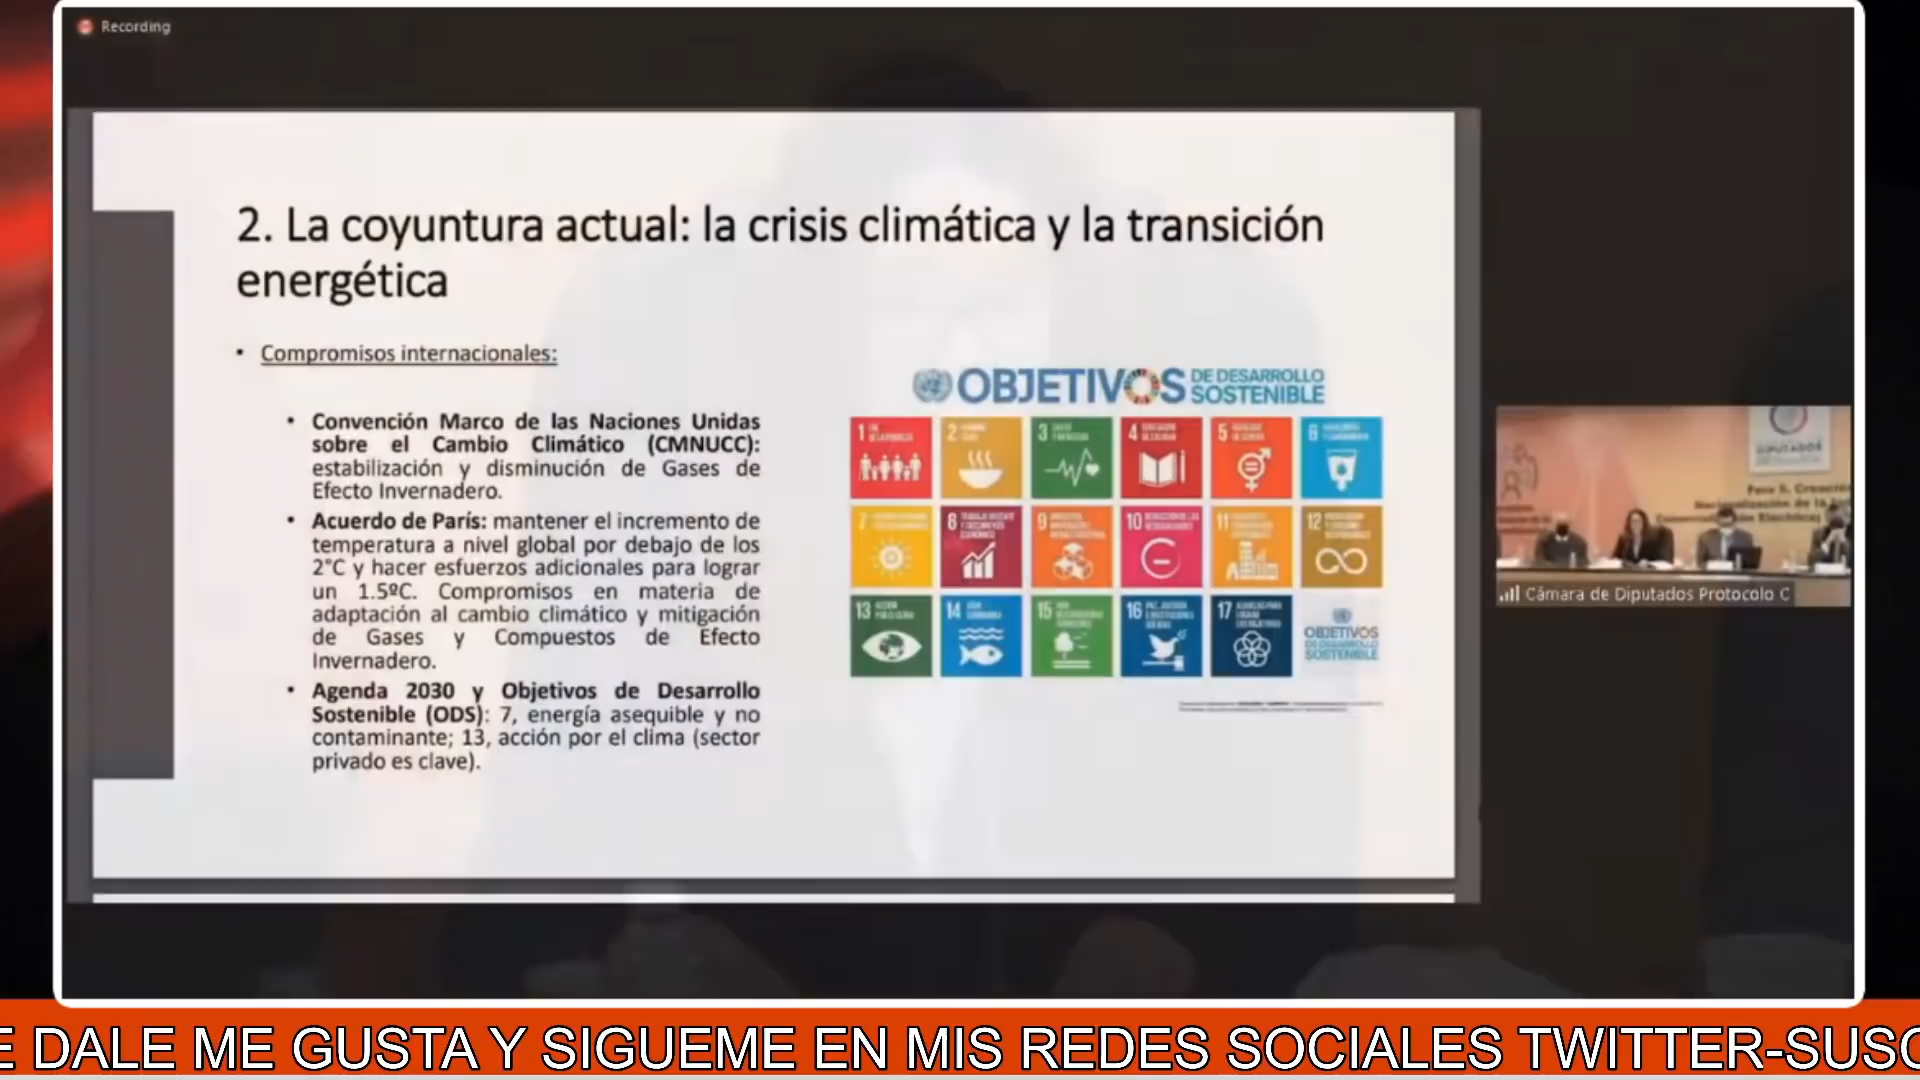 Recording
2. La coyuntura actual: la crisis climática y la transición
energética
• Compromisos internacionales:
• Convención Marco de las Naciones Unidas
sobre el Cambio Climático (CMNUCC):
estabilización y disminución de Gases de
Efecto Invernadero.
• Acuerdo de París: mantener el incremento de
temperatura a nivel global por debajo de los
2°C y hacer esfuerzos adicionales para lograr
un 1.5ºC. Compromisos en materia de
adaptación al cambio climático y mitigación
de Gases y Compuestos de Efecto
Invernadero.
• Agenda 2030 y Objetivos de Desarrollo
Sostenible (ODS): 7, energía asequible y no
contaminante; 13, acción por el clima (sector
privado es clave).
OBJETIVOS DE DESARROLLO
SOSTENIBLE
1
2
3
4
5
6
7
8
9
10
11
12
13
14
15
16
17
OBJETIVOS
DE DESARROLLO
SOSTENIBLE
DIPUTADOS
Cámara de Diputados Protocolo C
E DALE ME GUSTA Y SIGUEME EN MIS REDES SOCIALES TWITTER-SUSC